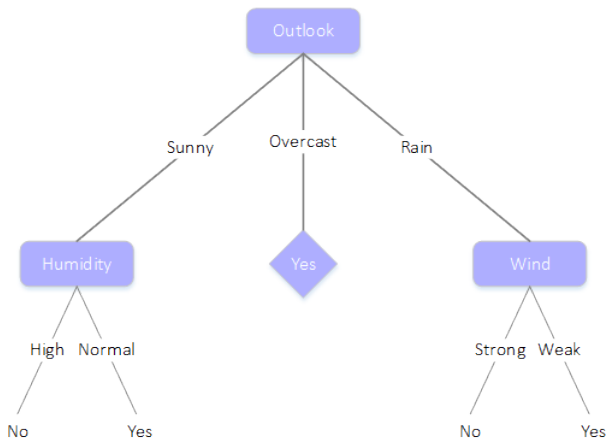 Outlook
Sunny
Overcast
Rain
Humidity
Yes
Wind
High Normal
Strong Weak
No
Yes
No
Yes